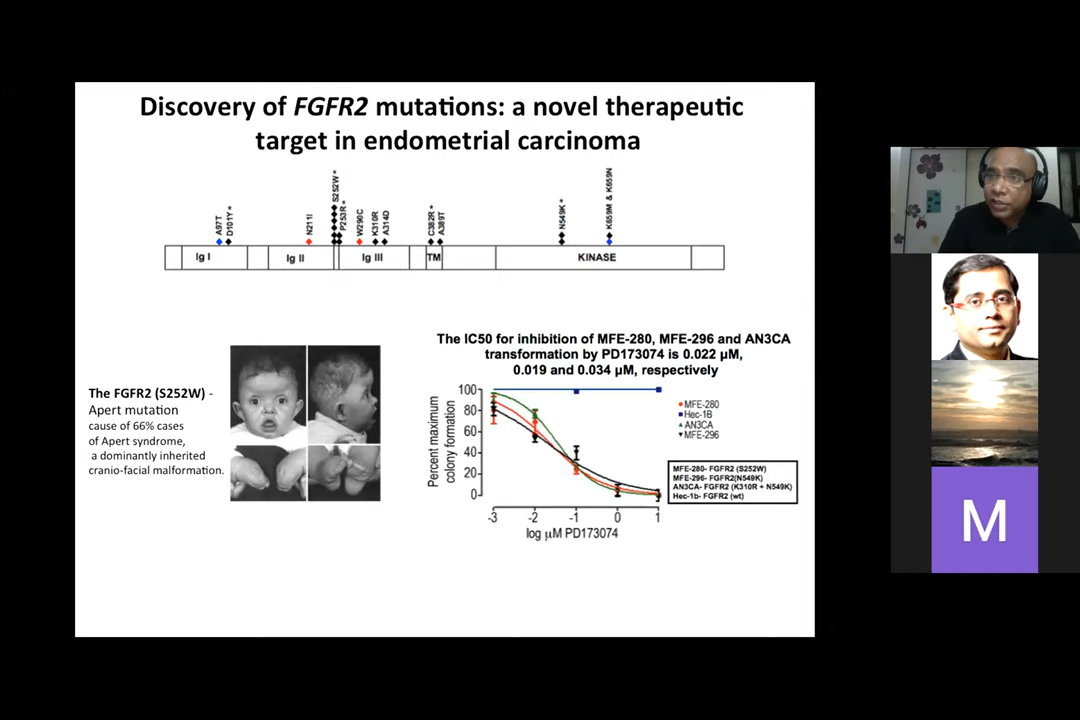 Discovery of FGFR2 mutations: a novel therapeutic
target in endometrial carcinoma
A97T
D101Y *
N211I
S252W *
P253R *
W290C
K310R
A314D
C382R *
A389T
N549K *
K659M & K659N
Ig I
Ig II
Ig III
TM
KINASE
The FGFR2 (S252W) -
Apert mutation
cause of 66% cases
of Apert syndrome,
a dominantly inherited
cranio-facial malformation.
The IC50 for inhibition of MFE-280, MFE-296 and AN3CA
transformation by PD173074 is 0.022 µM,
0.019 and 0.034 µM, respectively
Percent maximum
colony formation
100
80
60
40
20
0
-3 -2 -1 0 1
log µM PD173074
MFE-280
Hec-1B
AN3CA
MFE-296
MFE-280- FGFR2 (S252W)
MFE-296- FGFR2(N549K)
AN3CA- FGFR2 (K310R + N549K)
Hec-1b- FGFR2 (wt)
M